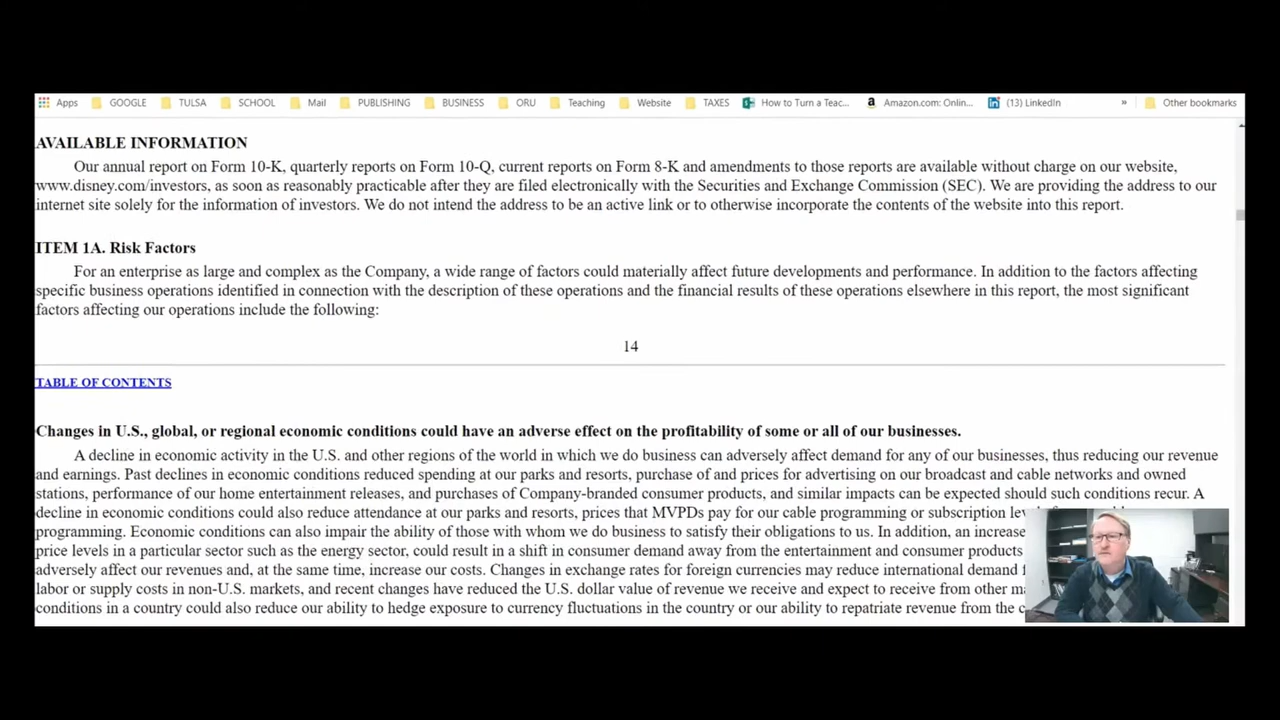 Apps GOOGLE TULSA SCHOOL Mail PUBLISHING BUSINESS ORU Teaching Website TAXES How to Turn a Teac... Amazon.com: Onlin... (13) LinkedIn » Other bookmarks
AVAILABLE INFORMATION
Our annual report on Form 10-K, quarterly reports on Form 10-Q, current reports on Form 8-K and amendments to those reports are available without charge on our website,
www.disney.com/investors, as soon as reasonably practicable after they are filed electronically with the Securities and Exchange Commission (SEC). We are providing the address to our
internet site solely for the information of investors. We do not intend the address to be an active link or to otherwise incorporate the contents of the website into this report.
ITEM 1A. Risk Factors
For an enterprise as large and complex as the Company, a wide range of factors could materially affect future developments and performance. In addition to the factors affecting
specific business operations identified in connection with the description of these operations and the financial results of these operations elsewhere in this report, the most significant
factors affecting our operations include the following:
14
TABLE OF CONTENTS
Changes in U.S., global, or regional economic conditions could have an adverse effect on the profitability of some or all of our businesses.
A decline in economic activity in the U.S. and other regions of the world in which we do business can adversely affect demand for any of our businesses, thus reducing our revenue
and earnings. Past declines in economic conditions reduced spending at our parks and resorts, purchase of and prices for advertising on our broadcast and cable networks and owned
stations, performance of our home entertainment releases, and purchases of Company-branded consumer products, and similar impacts can be expected should such conditions recur. A
decline in economic conditions could also reduce attendance at our parks and resorts, prices that MVPDs pay for our cable programming or subscription
programming. Economic conditions can also impair the ability of those with whom we do business to satisfy their obligations to us. In addition, an increase
price levels in a particular sector such as the energy sector, could result in a shift in consumer demand away from the entertainment and consumer products
adversely affect our revenues and, at the same time, increase our costs. Changes in exchange rates for foreign currencies may reduce international demand
labor or supply costs in non-U.S. markets, and recent changes have reduced the U.S. dollar value of revenue we receive and expect to receive from other
conditions in a country could also reduce our ability to hedge exposure to currency fluctuations in the country or our ability to repatriate revenue from the